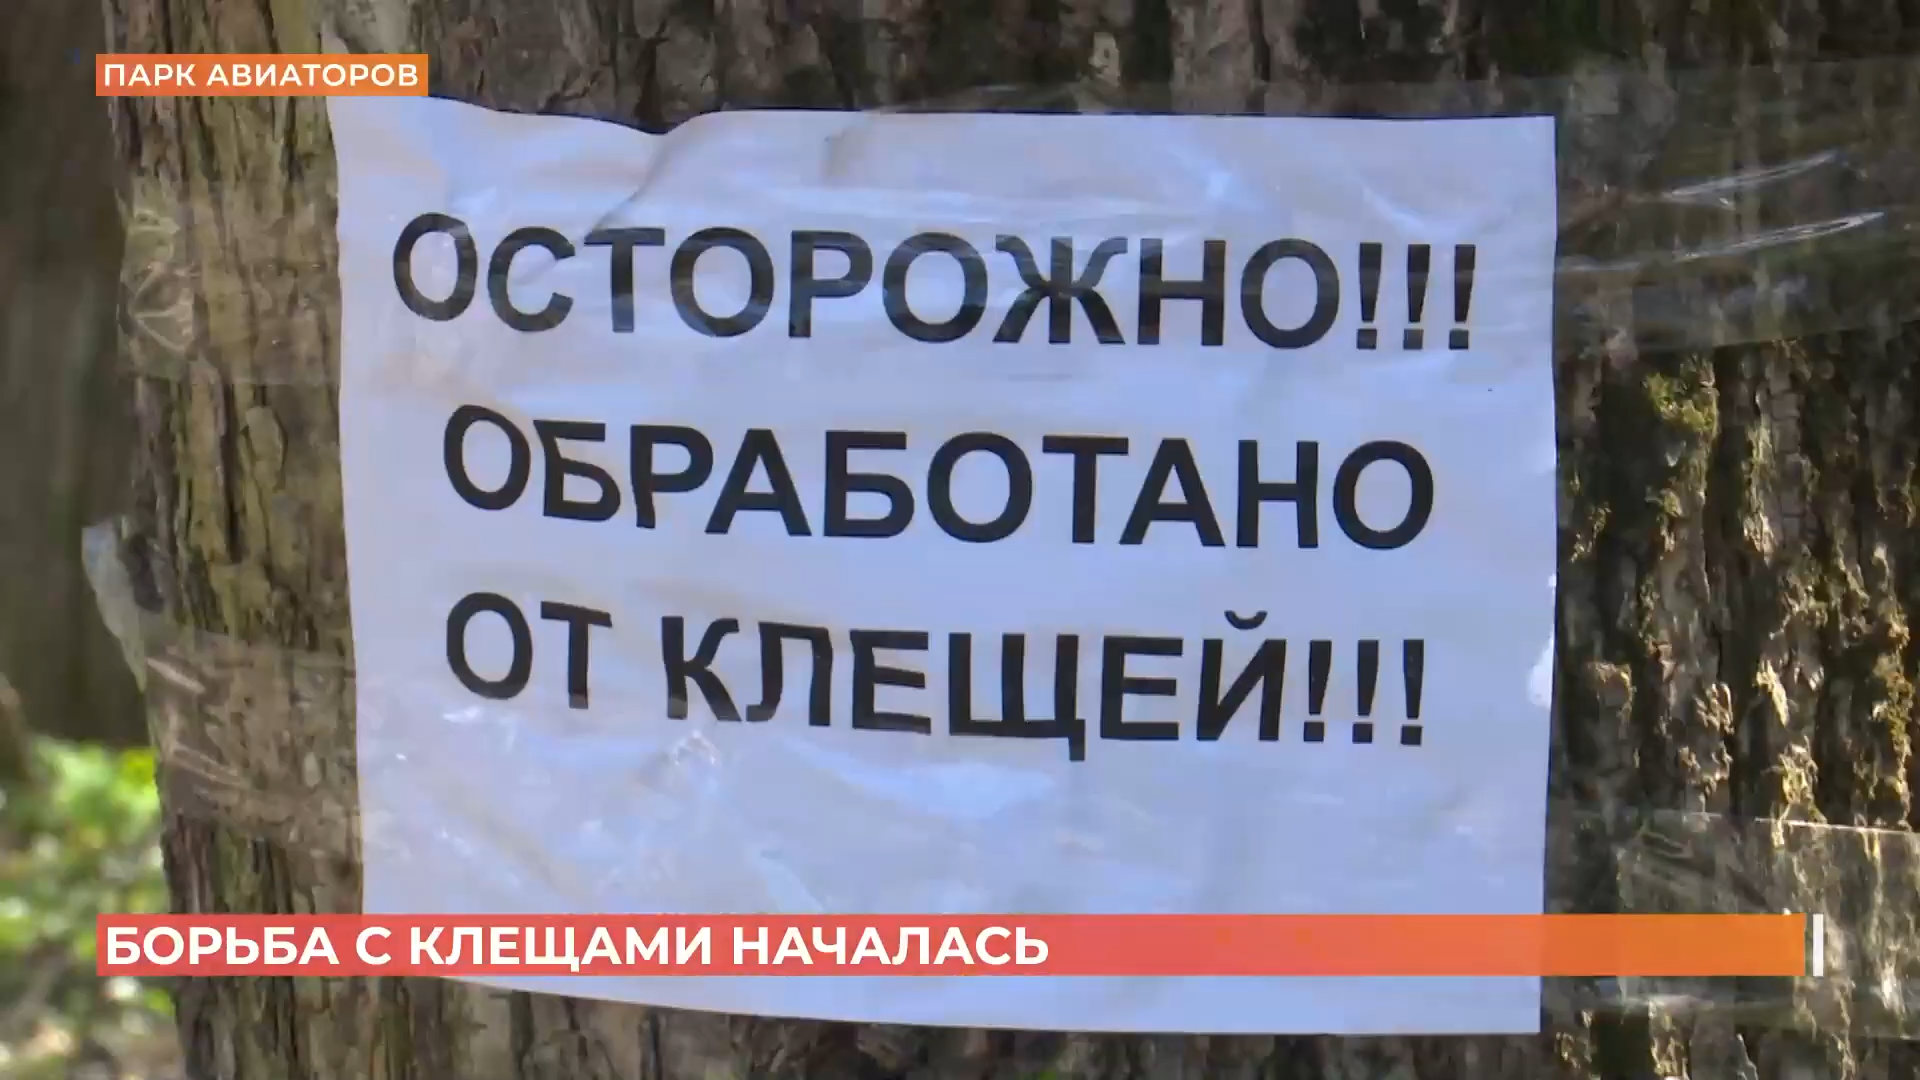 ПАРК АВИАТОРОВ
ОСТОРОЖНО!!!
ОБРАБОТАНО
ОТ КЛЕЩЕЙ!!!
БОРЬБА С КЛЕЩАМИ НАЧАЛАСЬ